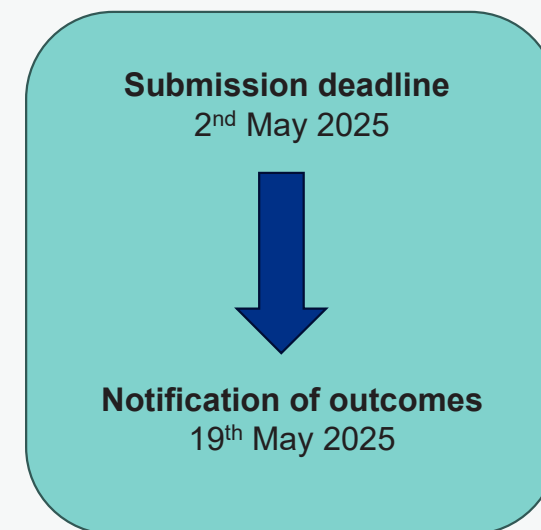 Submission deadline
2nd May 2025
Notification of outcomes
19th May 2025